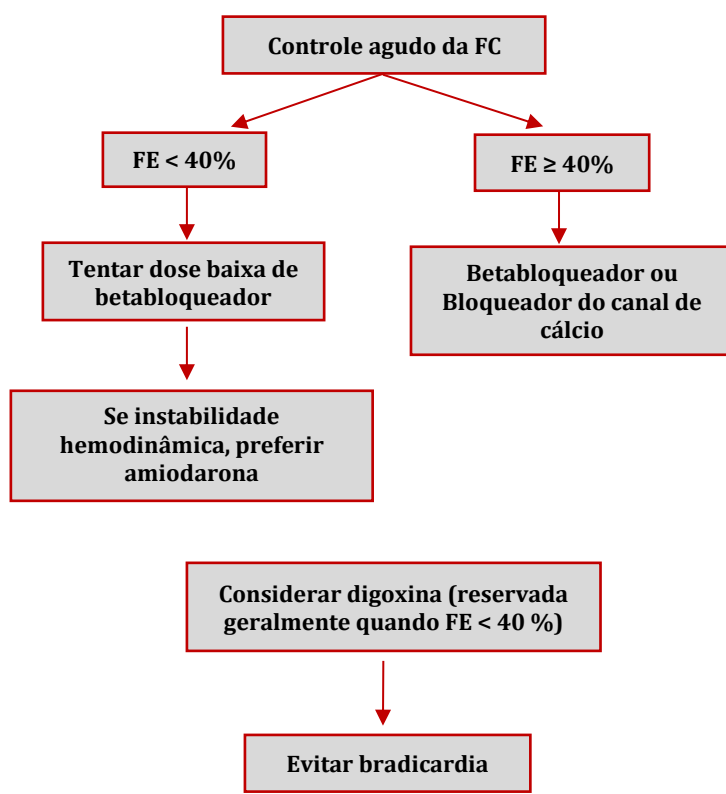 Controle agudo da FC
FE < 40%
FE ≥ 40%
Tentar dose baixa de
betabloqueador
Betabloqueador ou
Bloqueador do canal de
cálcio
Se instabilidade
hemodinâmica, preferir
amiodarona
Considerar digoxina (reservada
geralmente quando FE < 40 %)
Evitar bradicardia